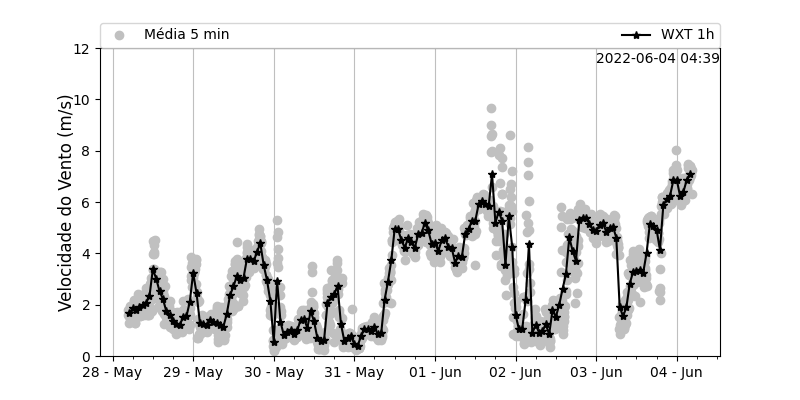 Média 5 min
WXT 1h
2022-06-04 04:39
Velocidade do Vento (m/s)
12
10
8
6
4
2
0
28 - May
29 - May
30 - May
31 - May
01 - Jun
02 - Jun
03 - Jun
04 - Jun